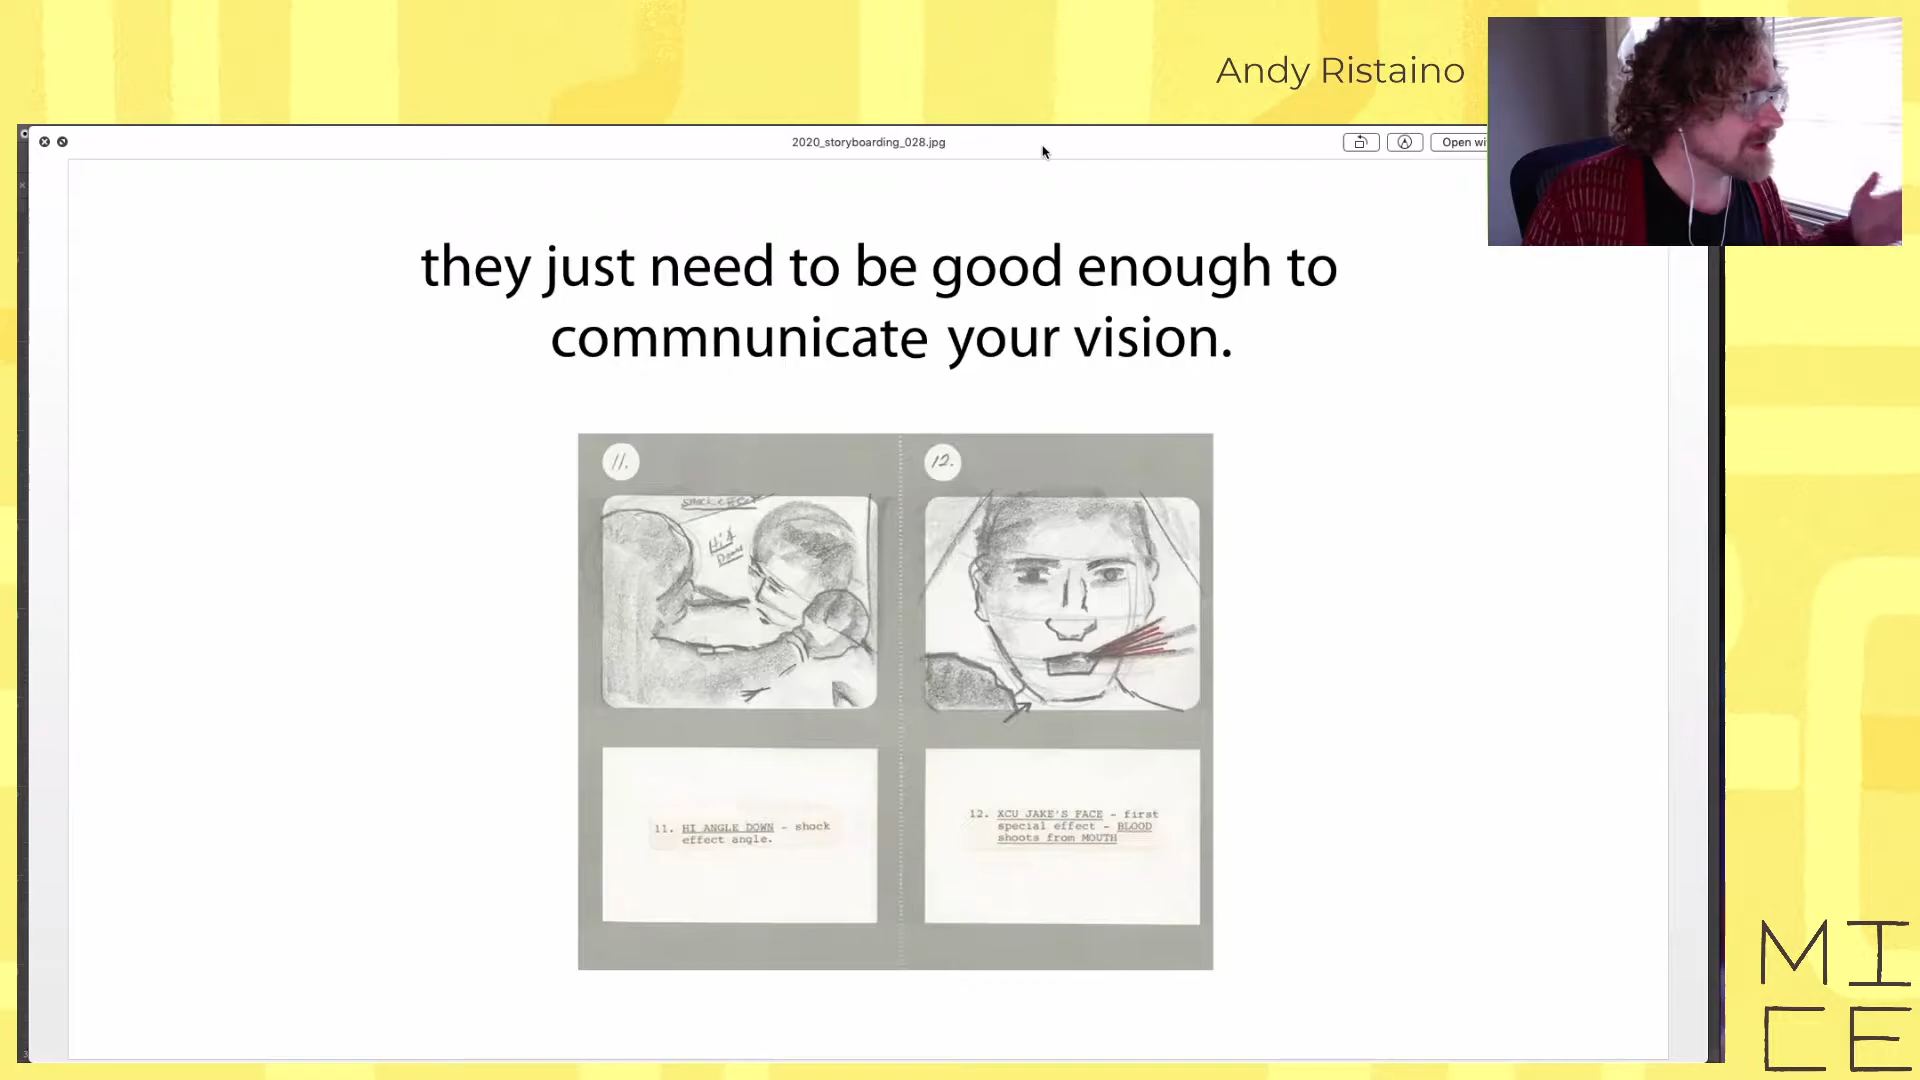 Andy Ristaino
2020_storyboarding_028.jpg
Open wi
they just need to be good enough to
commnunicate your vision.
11.
12.
Hi ∡
Down
11. HI ANGLE DOWN - shock
effect angle.
12. XCU JAKE'S FACE - first
special effect - BLOOD
shoots from MOUTH
MI
CE